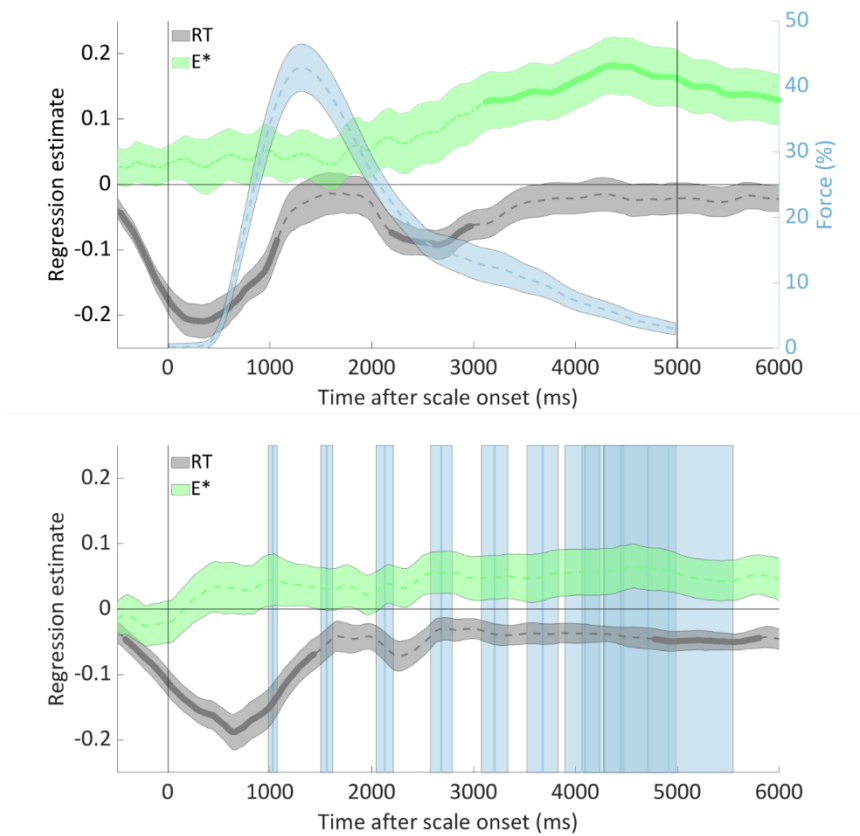 RT
E*
0.2
0.1
0
-0.1
-0.2
Regression estimate
50
40
30
20
10
0
Force (%)
0 1000 2000 3000 4000 5000 6000
Time after scale onset (ms)
RT
E*
0.2
0.1
0
-0.1
-0.2
Regression estimate
0 1000 2000 3000 4000 5000 6000
Time after scale onset (ms)